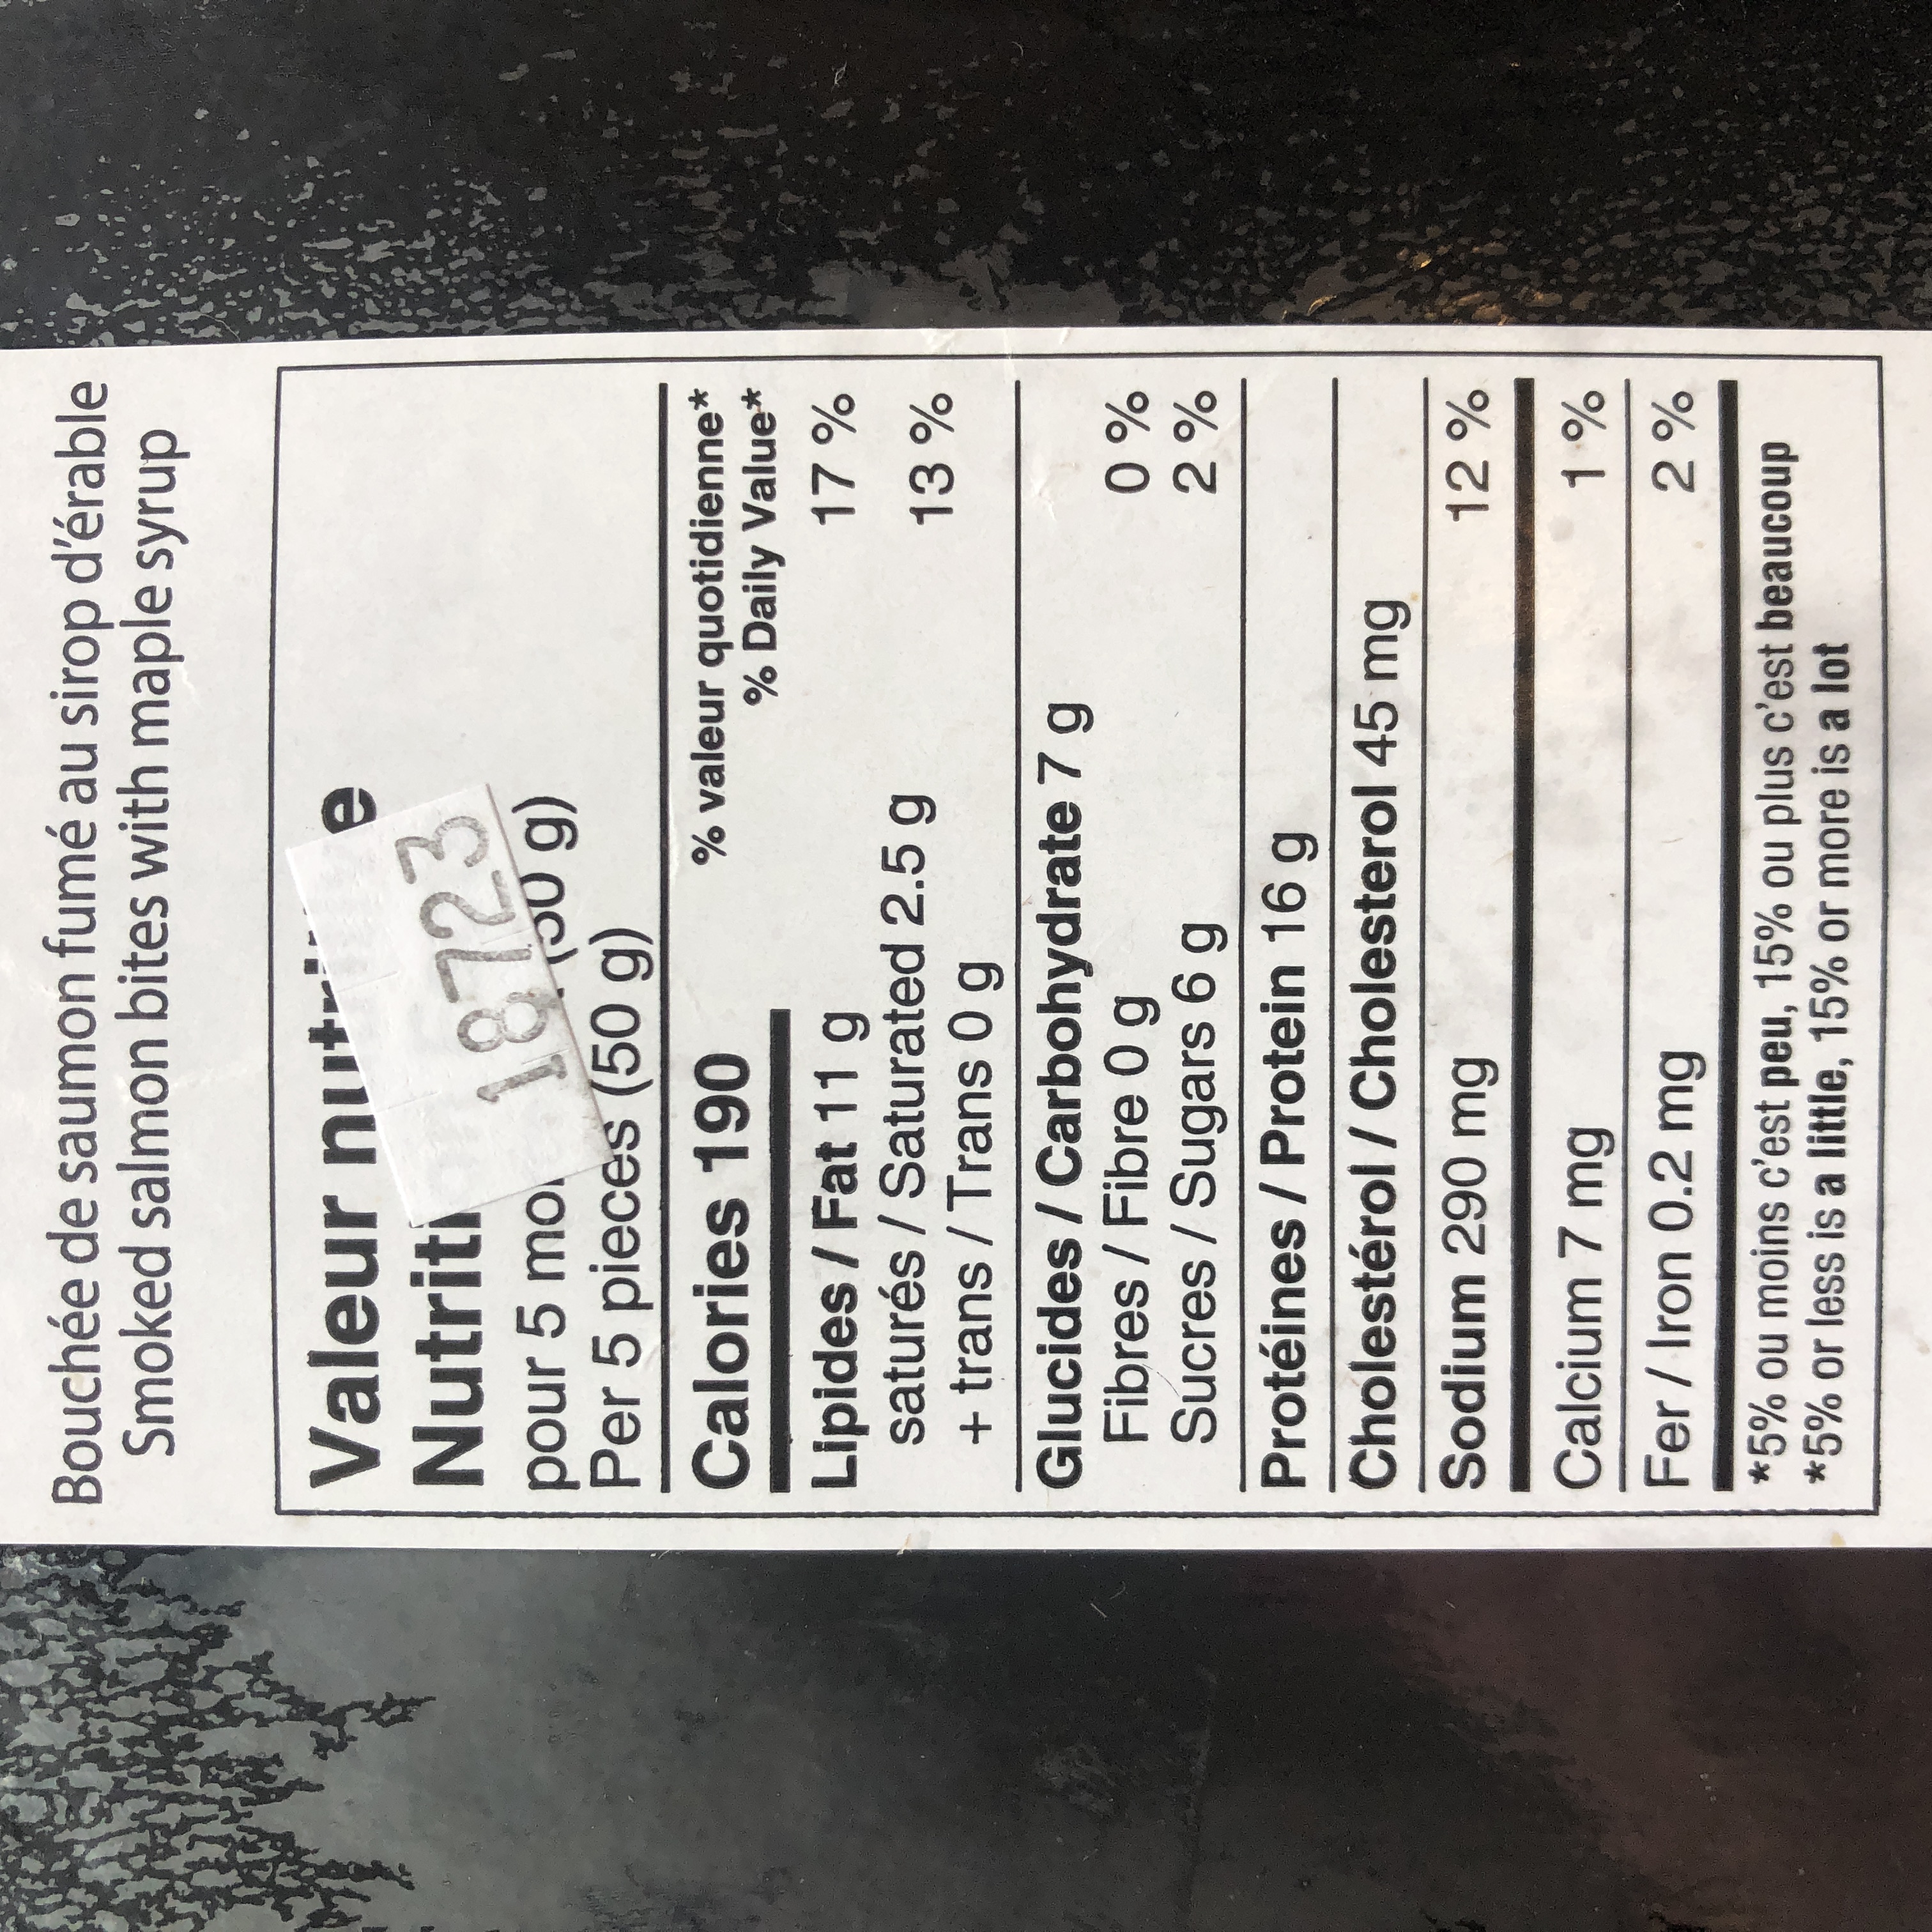 Bouchée de saumon fumé au sirop d'érable
Smoked salmon bites with maple syrup
Valeur
18723
pour 5
Per 5 pieces (50 g)
Calories 190
% valeur quotidienne*
% Daily Value*
Lipides / Fat 11 g 17 %
saturés / Saturated 2.5 g 13 %
+ trans / Trans 0 g
Glucides / Carbohydrate 7 g
Fibres / Fibre 0 g 0 %
Sucres / Sugars 6 g 2 %
Protéines / Protein 16 g
Cholestérol / Cholesterol 45 mg
Sodium 290 mg 12 %
Calcium 7 mg 1 %
Fer / Iron 0.2 mg 2 %
*5% ou moins c'est peu, 15% ou plus c'est beaucoup
*5% or less is a little, 15% or more is a lot